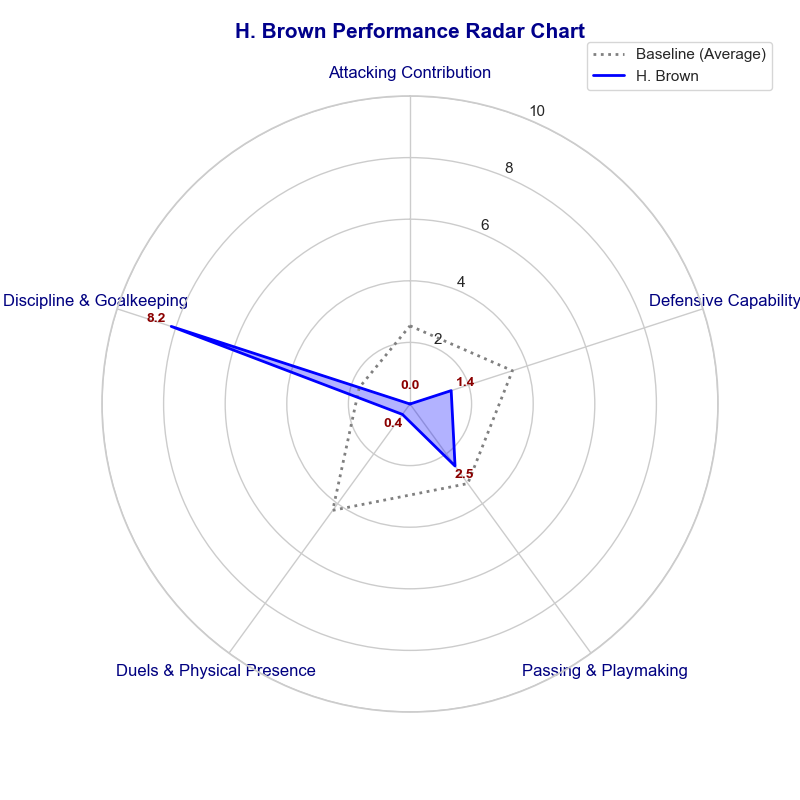 H. Brown Performance Radar Chart
Baseline (Average)
H. Brown
Attacking Contribution
10
8
6
4
2
Discipline & Goalkeeping
Defensive Capability
8.2
0.0
1.4
0.4
2.5
Duels & Physical Presence
Passing & Playmaking